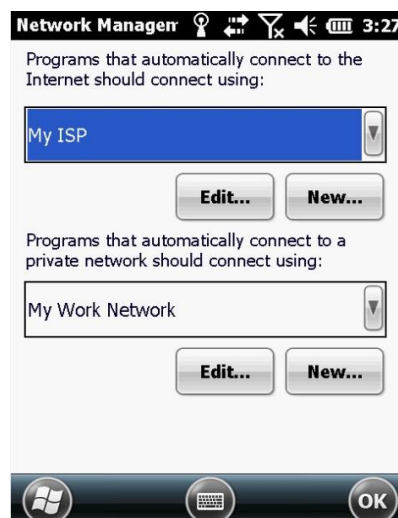 Network Managem 3:27
Programs that automatically connect to the
Internet should connect using:
My ISP
Edit... New...
Programs that automatically connect to a
private network should connect using:
My Work Network
Edit... New...
OK